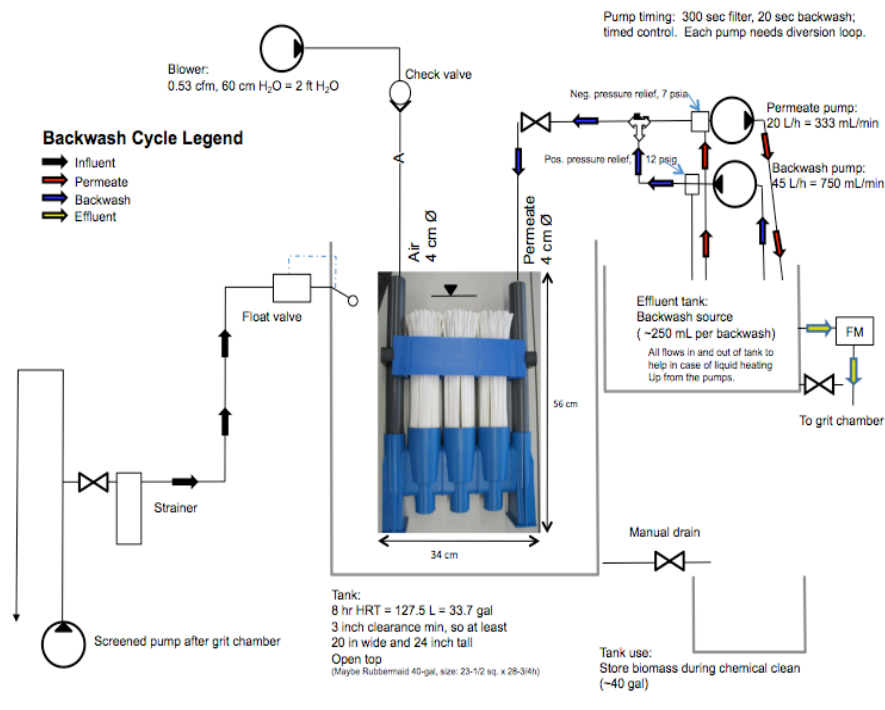 Pump timing: 300 sec filter, 20 sec backwash;
timed control. Each pump needs diversion loop.
Blower:
0.53 cfm, 60 cm H₂O = 2 ft H₂O
Check valve
Neg. pressure relief, 7 psia
Permeate pump:
20 L/h = 333 mL/min
Backwash Cycle Legend
Influent
Permeate
Backwash
Effluent
A
Pos. pressure relief, 12 psig
Backwash pump:
45 L/h = 750 mL/min
Air
4 cm Ø
Permeate
4 cm Ø
Float valve
Effluent tank:
Backwash source
( ~250 mL per backwash)
All flows in and out of tank to
help in case of liquid heating
Up from the pumps.
FM
To grit chamber
56 cm
Strainer
34 cm
Manual drain
Tank:
8 hr HRT = 127.5 L = 33.7 gal
3 inch clearance min, so at least
20 in wide and 24 inch tall
Open top
(Maybe Rubbermaid 40-gal, size: 23-1/2 sq. x 28-3/4h)
Screened pump after grit chamber
Tank use:
Store biomass during chemical clean
(~40 gal)